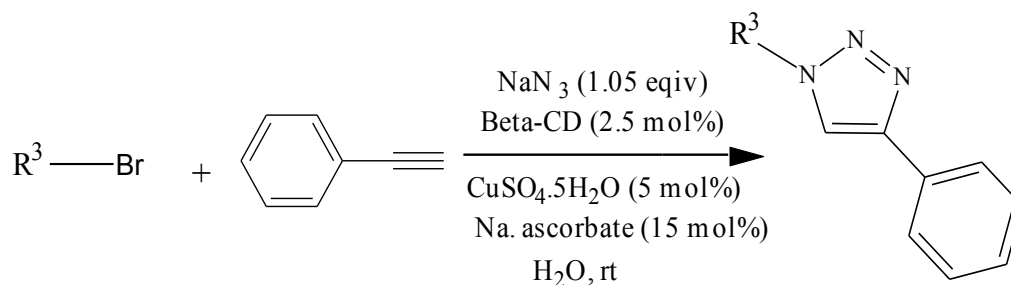 R³—Br
+
NaN₃ (1.05 equiv)
Beta-CD (2.5 mol%)
CuSO₄.5H₂O (5 mol%)
Na. ascorbate (15 mol%)
H₂O, rt
R³
N
N
N